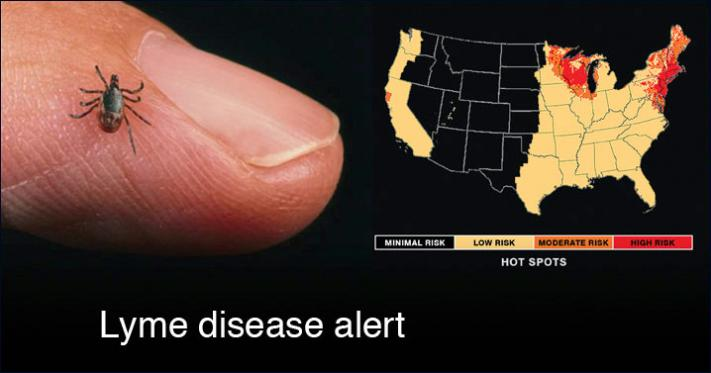 MINIMAL RISK LOW RISK MODERATE RISK HIGH RISK
HOT SPOTS
Lyme disease alert